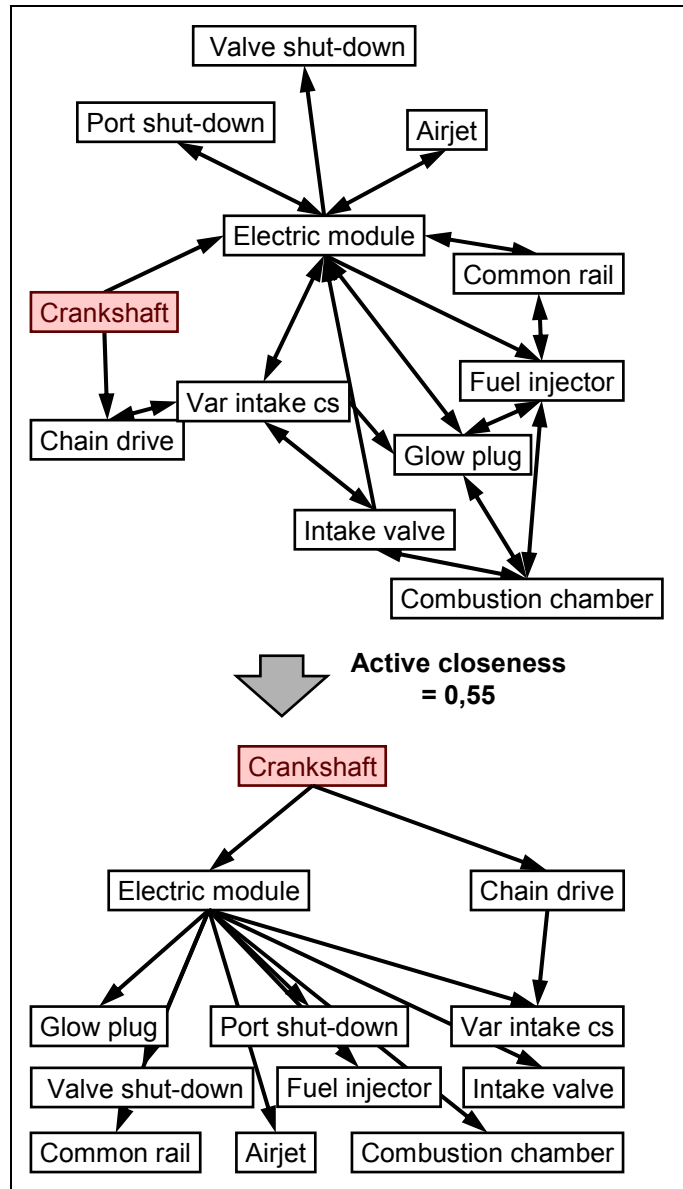 Valve shut-down
Port shut-down
Airjet
Electric module
Common rail
Crankshaft
Fuel injector
Var intake cs
Chain drive
Glow plug
Intake valve
Combustion chamber
Active closeness
= 0,55
Crankshaft
Electric module
Chain drive
Glow plug
Port shut-down
Var intake cs
Valve shut-down
Fuel injector
Intake valve
Common rail
Airjet
Combustion chamber